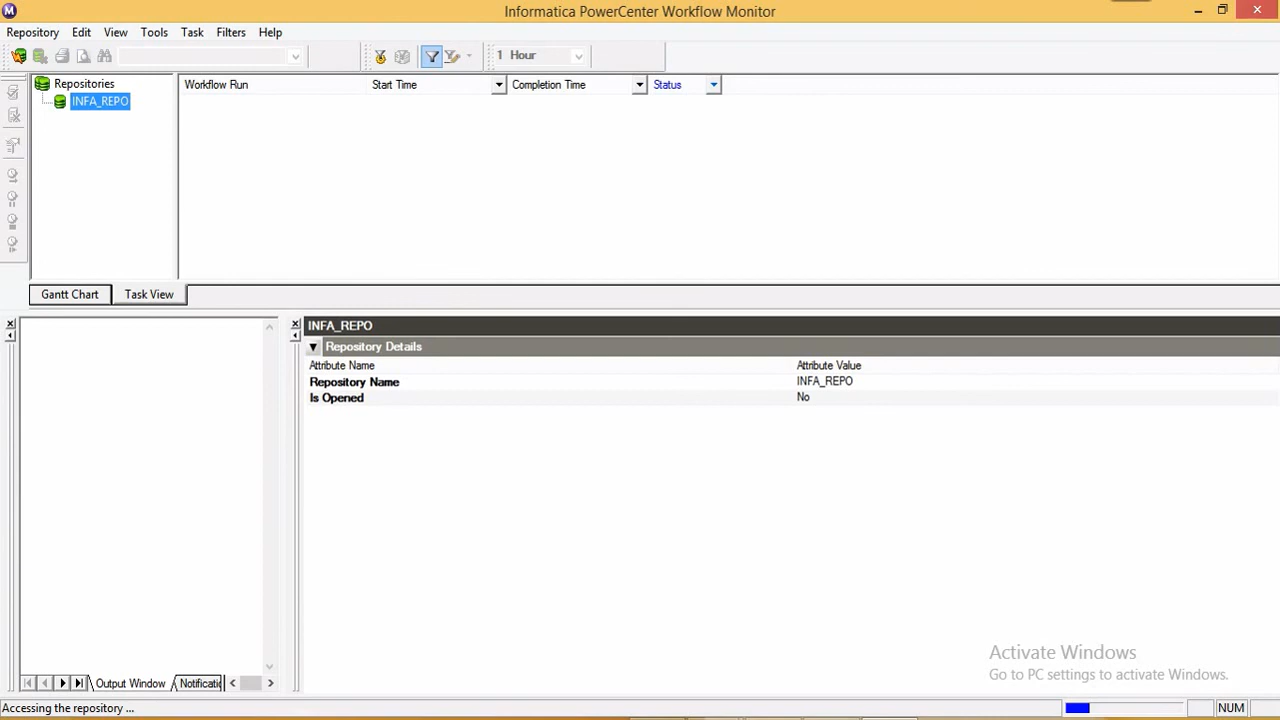 Informatica PowerCenter Workflow Monitor
Repository Edit View Tools Task Filters Help
1 Hour
Repositories
INFA_REPO
Workflow Run Start Time Completion Time Status
Gantt Chart Task View
INFA_REPO
Repository Details
Attribute Name Attribute Value
Repository Name INFA_REPO
Is Opened No
Activate Windows
Go to PC settings to activate Windows.
Output Window Notificati
Accessing the repository ... NUM